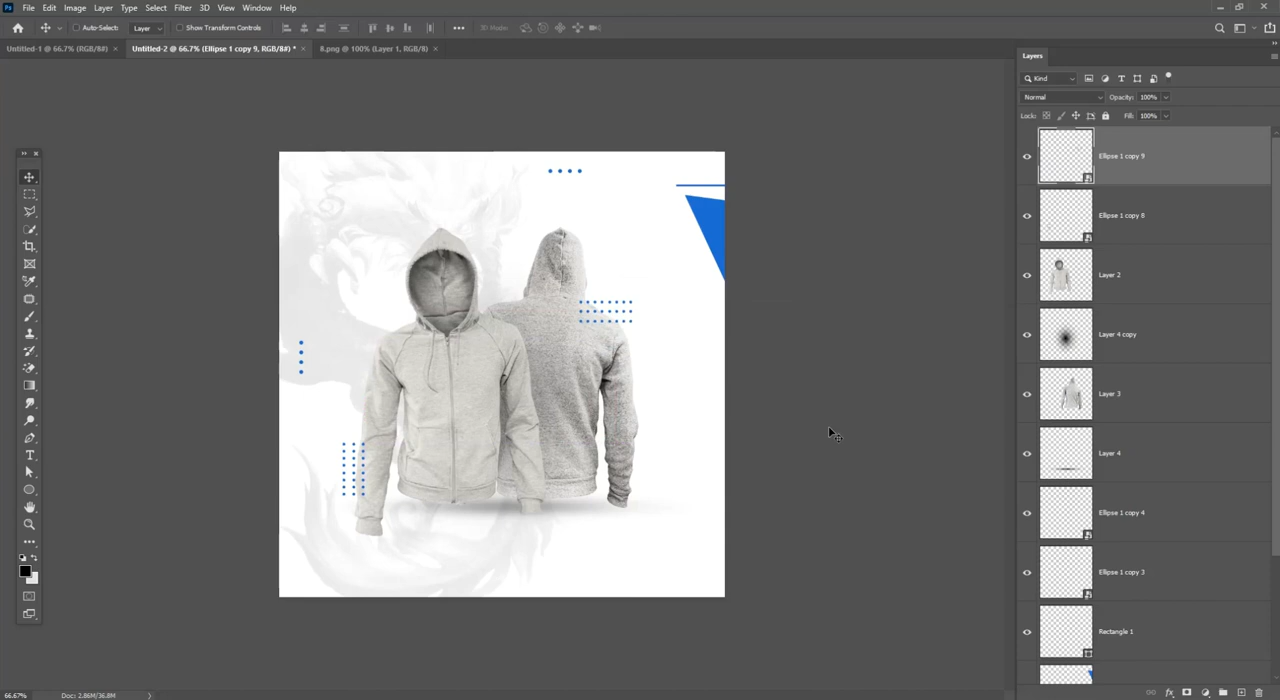 Ps File Edit Image Layer Type Select Filter 3D View Window Help
Auto-Select: Layer Show Transform Controls ••• 3D Mode:
Untitled-1 @ 66.7% (RGB/8#) × Untitled-2 @ 66.7% (Ellipse 1 copy 9, RGB/8#) * × 8.png @ 100% (Layer 1, RGB/8) ×
Layers
Kind
Normal Opacity: 100%
Lock: Fill: 100%
Ellipse 1 copy 9
Ellipse 1 copy 8
Layer 2
Layer 4 copy
Layer 3
Layer 4
Ellipse 1 copy 4
Ellipse 1 copy 3
Rectangle 1
66.67% Doc: 2.86M/36.8M